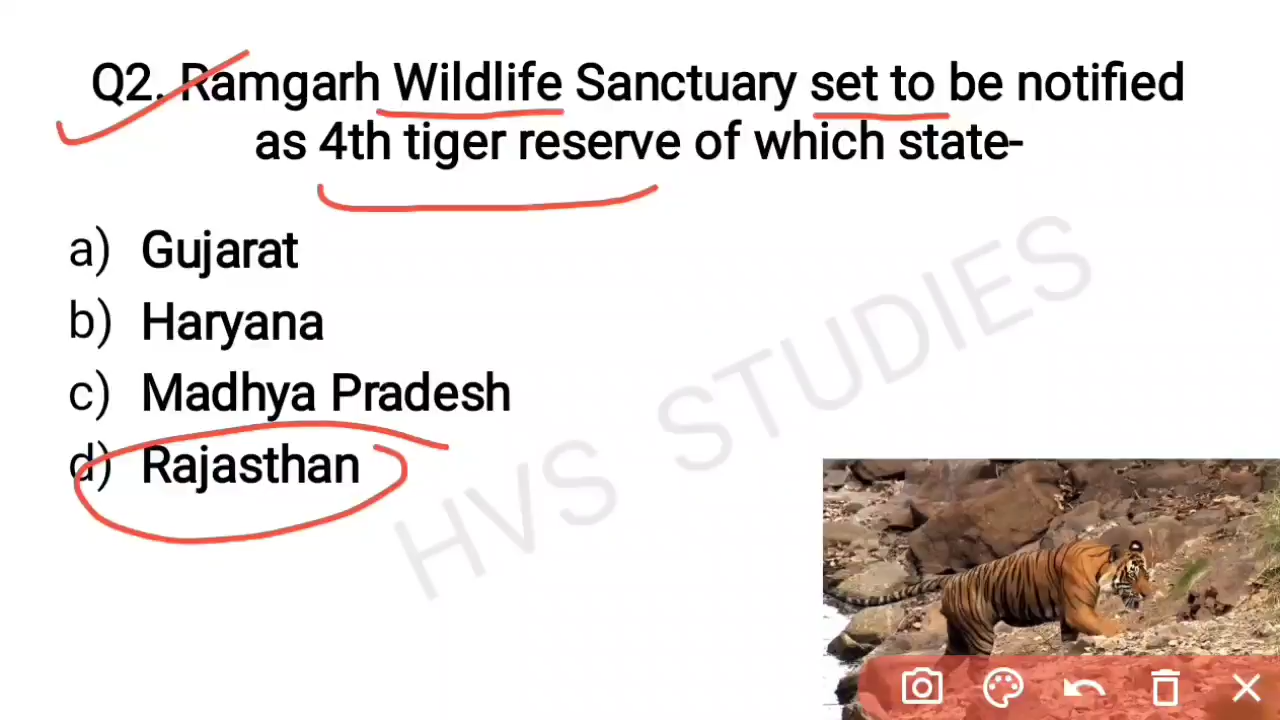 Q2. Ramgarh Wildlife Sanctuary set to be notified
as 4th tiger reserve of which state-
a) Gujarat
b) Haryana
c) Madhya Pradesh
d) Rajasthan
HVS STUDIES